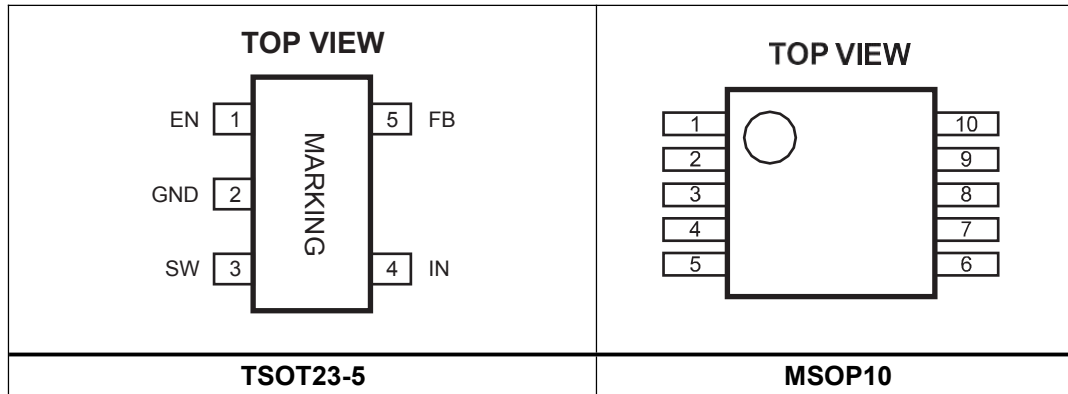 TOP VIEW
EN 1 5 FB
GND 2
SW 3 4 IN
MARKING
TSOT23-5
TOP VIEW
1 10
2 9
3 8
4 7
5 6
MSOP10